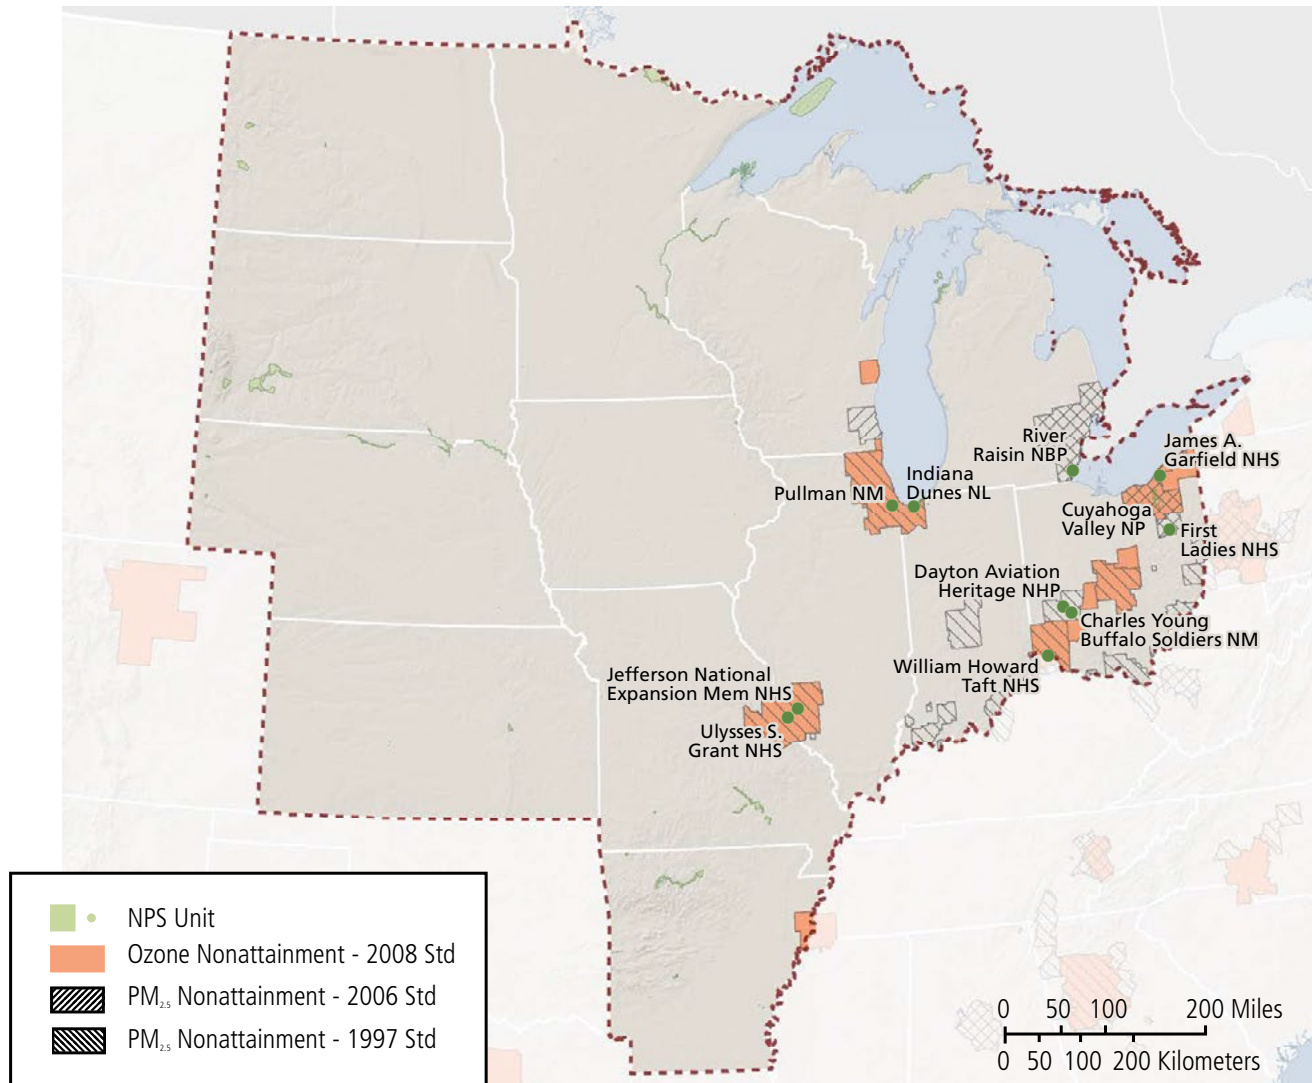 River
Raisin NBP
James A.
Garfield NHS
Pullman NM
Indiana
Dunes NL
Cuyahoga
Valley NP
First
Ladies NHS
Dayton Aviation
Heritage NHP
Charles Young
Buffalo Soldiers NM
William Howard
Taft NHS
Jefferson National
Expansion Mem NHS
Ulysses S.
Grant NHS
NPS Unit
Ozone Nonattainment - 2008 Std
PM2.5 Nonattainment - 2006 Std
PM2.5 Nonattainment - 1997 Std
0 50 100 200 Miles
0 50 100 200 Kilometers